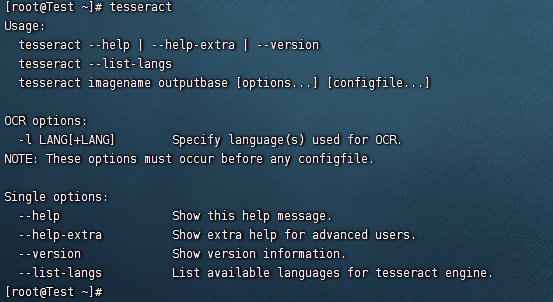 [root@Test ~]# tesseract
Usage:
  tesseract --help | --help-extra | --version
  tesseract --list-langs
  tesseract imagename outputbase [options...] [configfile...]

OCR options:
  -l LANG[+LANG]        Specify language(s) used for OCR.
NOTE: These options must occur before any configfile.

Single options:
  --help                Show this help message.
  --help-extra          Show extra help for advanced users.
  --version             Show version information.
  --list-langs          List available languages for tesseract engine.
[root@Test ~]#